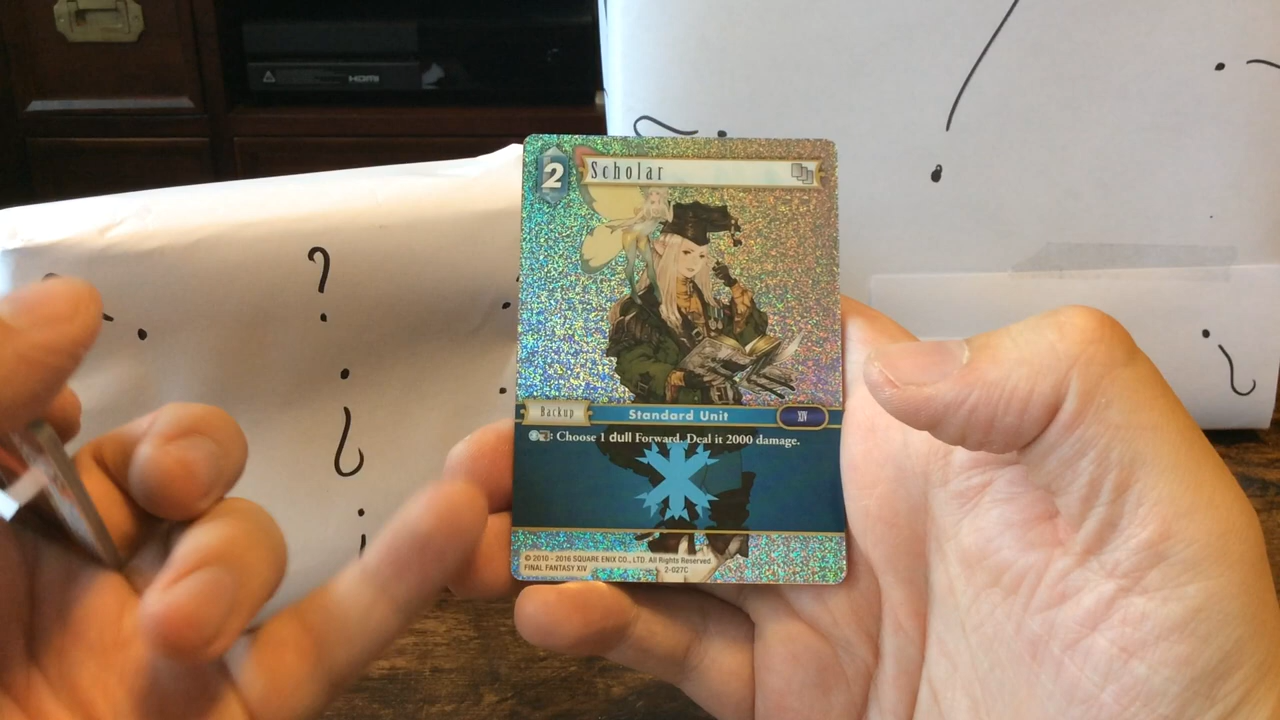 HDMI
2
Scholar
Backup
Standard Unit
XIV
: Choose 1 dull Forward. Deal it 2000 damage.
© 2010 - 2016 SQUARE ENIX CO., LTD. All Rights Reserved.
FINAL FANTASY XIV
2-027C
? 
?